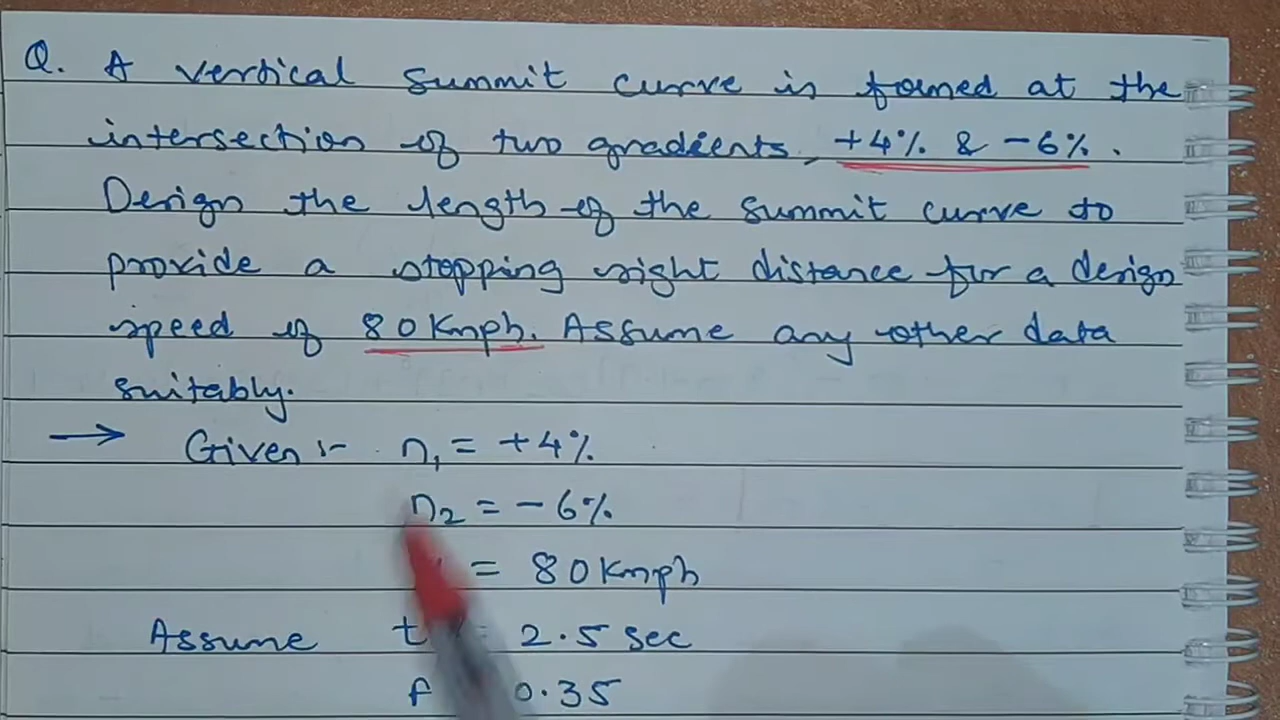 Q. A vertical summit curve is formed at the
intersection of two gradients, +4% & -6%.
Design the length of the summit curve to
provide a stopping sight distance for a design
speed of 80 Kmph. Assume any other data
suitably.
→ Given :- n₁ = +4%
n₂ = -6%
= 80 Kmph
Assume t = 2.5 sec
f 0.35